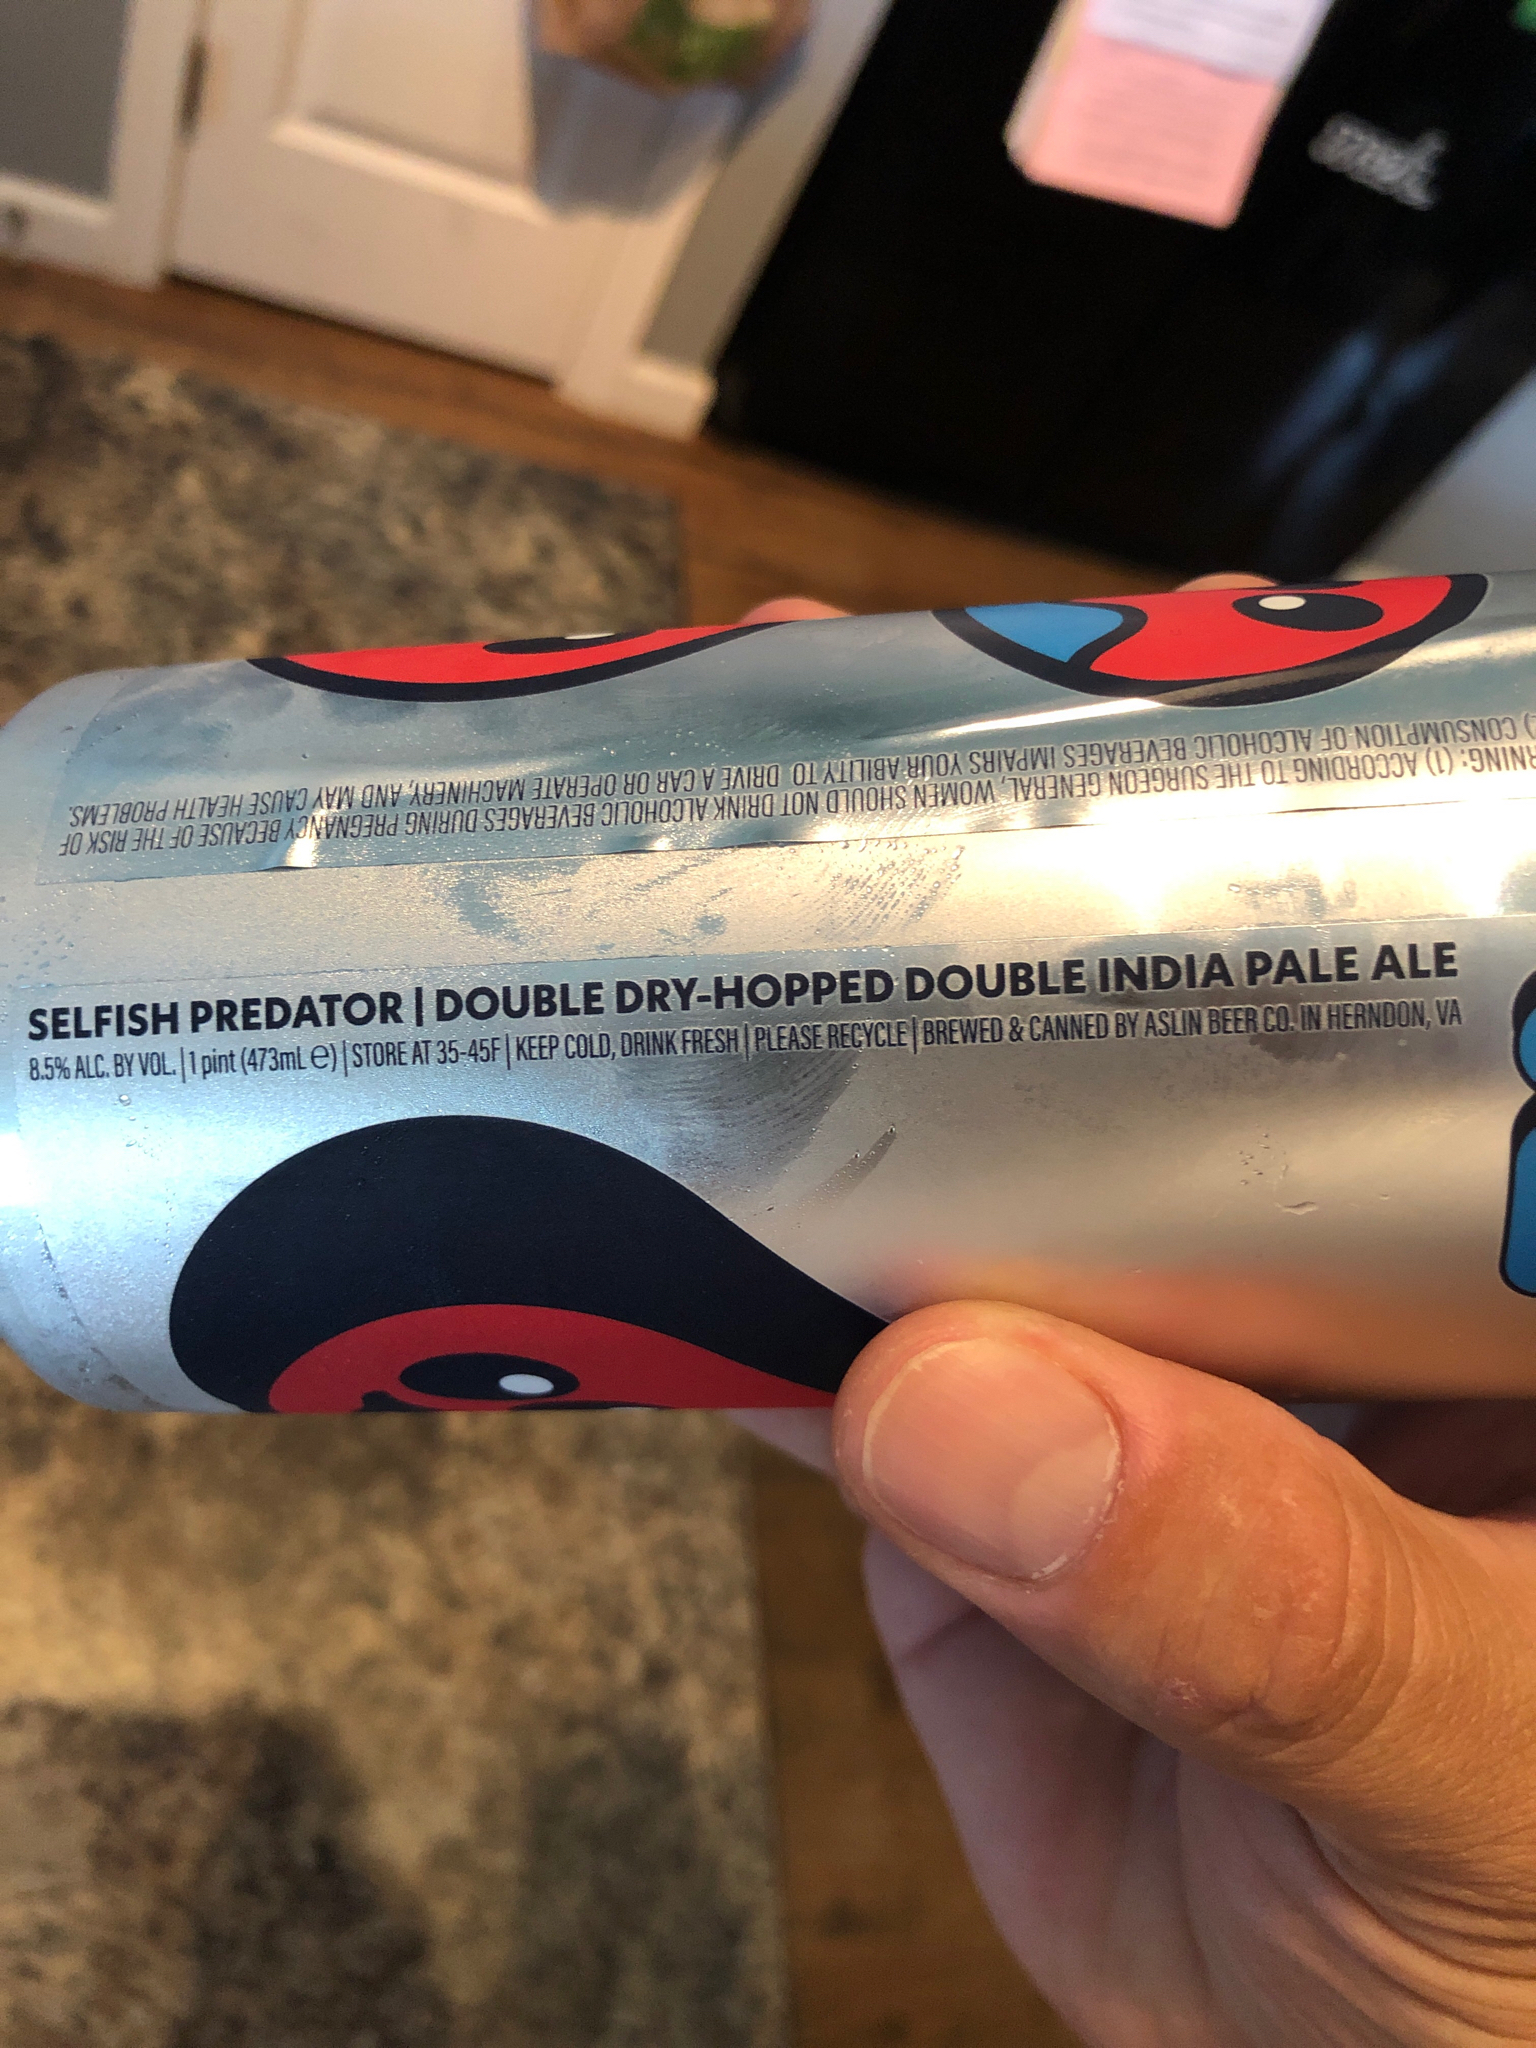 RNING: (1) ACCORDING TO THE SURGEON GENERAL, WOMEN SHOULD NOT DRINK ALCOHOLIC BEVERAGES DURING PREGNANCY BECAUSE OF THE RISK OF
) CONSUMPTION OF ALCOHOLIC BEVERAGES IMPAIRS YOUR ABILITY TO DRIVE A CAR OR OPERATE MACHINERY, AND MAY CAUSE HEALTH PROBLEMS.
SELFISH PREDATOR | DOUBLE DRY-HOPPED DOUBLE INDIA PALE ALE
8.5% ALC. BY VOL. | 1 pint (473mL ℮) | STORE AT 35-45F | KEEP COLD, DRINK FRESH | PLEASE RECYCLE | BREWED & CANNED BY ASLIN BEER CO. IN HERNDON, VA